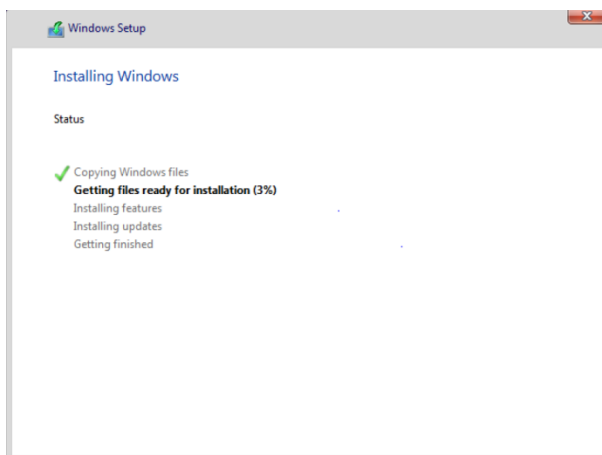 Windows Setup
Installing Windows
Status
Copying Windows files
Getting files ready for installation (3%)
Installing features
Installing updates
Getting finished